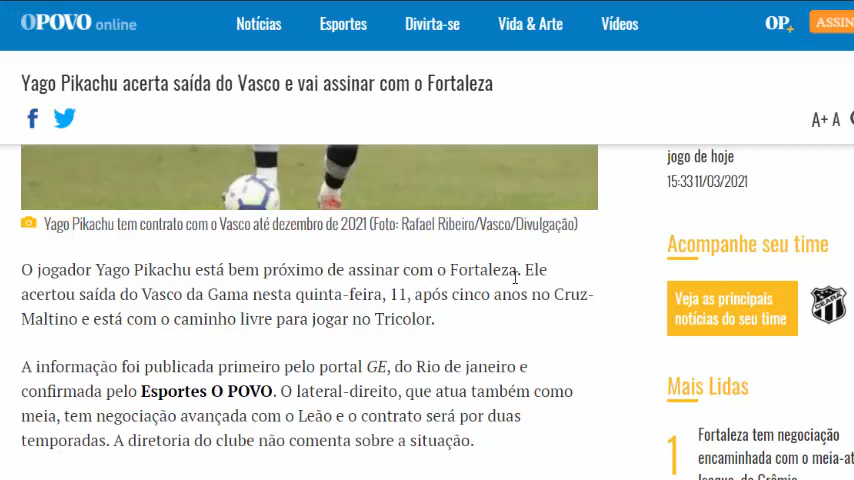 OPOVO online
Notícias
Esportes
Divirta-se
Vida & Arte
Vídeos
OP+
ASSIN
Yago Pikachu acerta saída do Vasco e vai assinar com o Fortaleza
A+ A
jogo de hoje
15:33 11/03/2021
Yago Pikachu tem contrato com o Vasco até dezembro de 2021 (Foto: Rafael Ribeiro/Vasco/Divulgação)
O jogador Yago Pikachu está bem próximo de assinar com o Fortaleza. Ele
acertou saída do Vasco da Gama nesta quinta-feira, 11, após cinco anos no Cruz-
Maltino e está com o caminho livre para jogar no Tricolor.
A informação foi publicada primeiro pelo portal GE, do Rio de janeiro e
confirmada pelo Esportes O POVO. O lateral-direito, que atua também como
meia, tem negociação avançada com o Leão e o contrato será por duas
temporadas. A diretoria do clube não comenta sobre a situação.
Acompanhe seu time
Veja as principais
notícias do seu time
CEARÁ
Mais Lidas
1
Fortaleza tem negociação
encaminhada com o meia-at